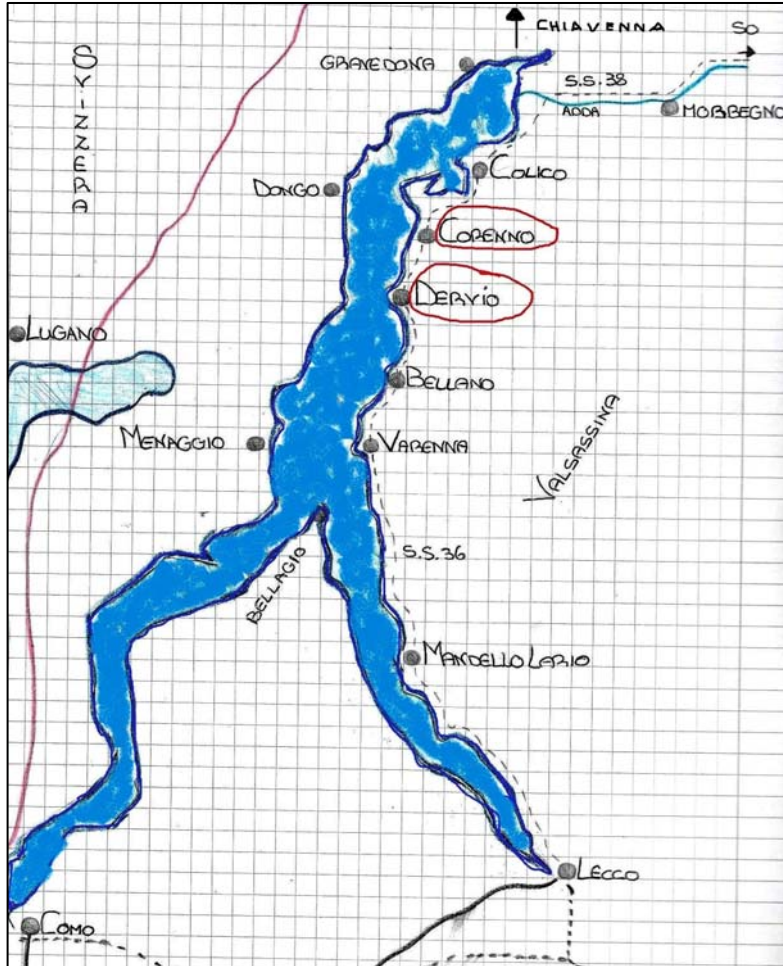 CHIAVENNA
SO
SVIZZERA
GRAVEDONA
S.S.38
ADDA
MORBEGNO
COLICO
DONGO
CORENNO
DERVIO
LUGANO
BELLANO
MENAGGIO
VARENNA
VALSASSINA
S.S.36
BELLAGIO
MANDELLO LARIO
LECCO
COMO